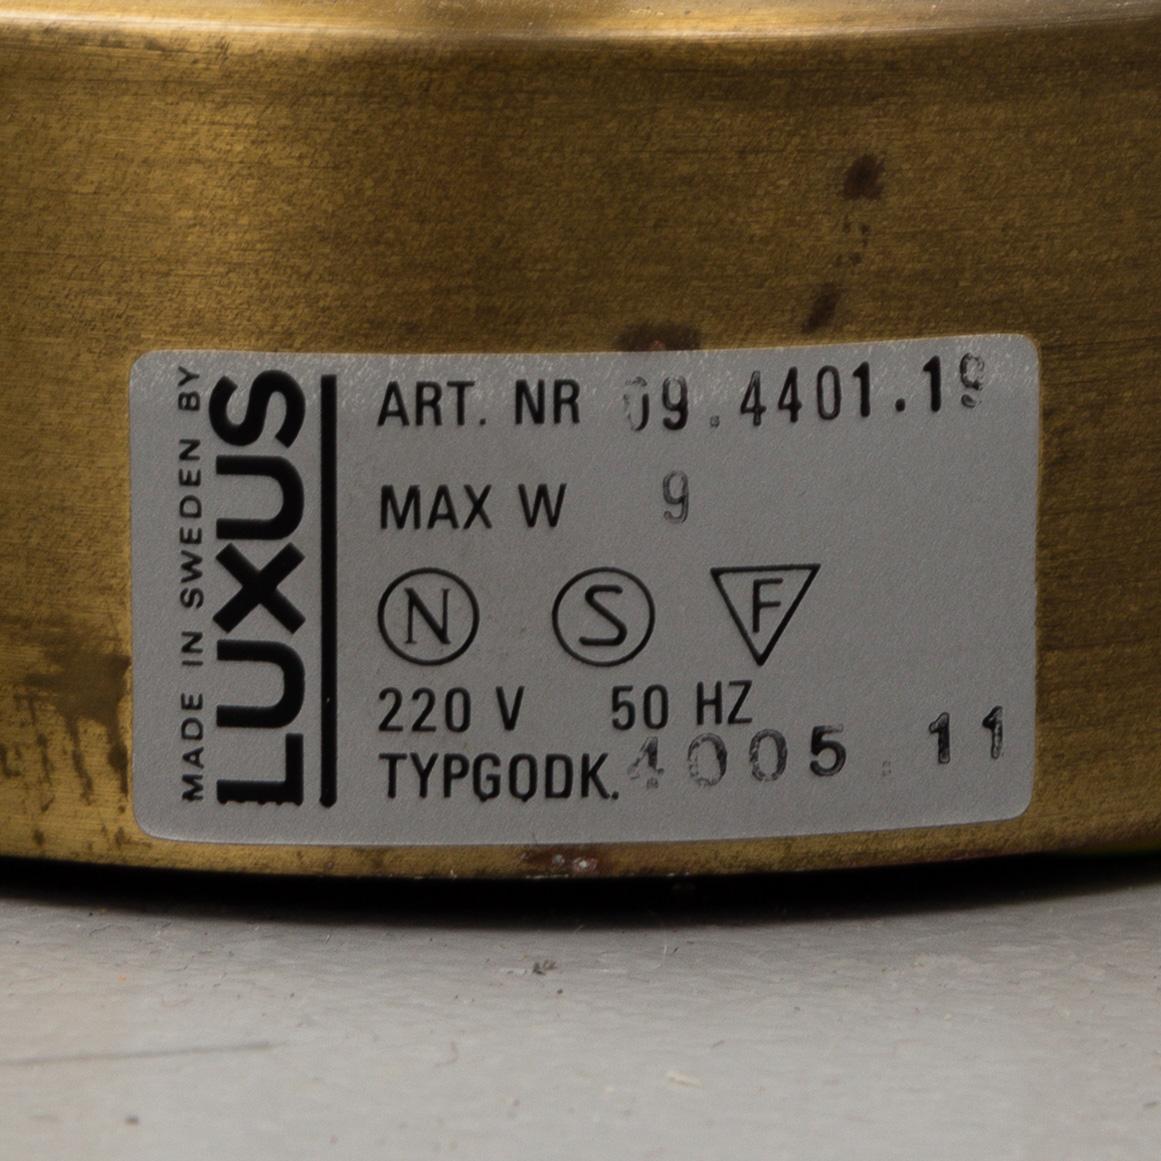 MADE IN SWEDEN BY
LUXUS
ART. NR 09.4401.19
MAX W 9
N S F
220 V 50 HZ
TYPGODK. 4005.11